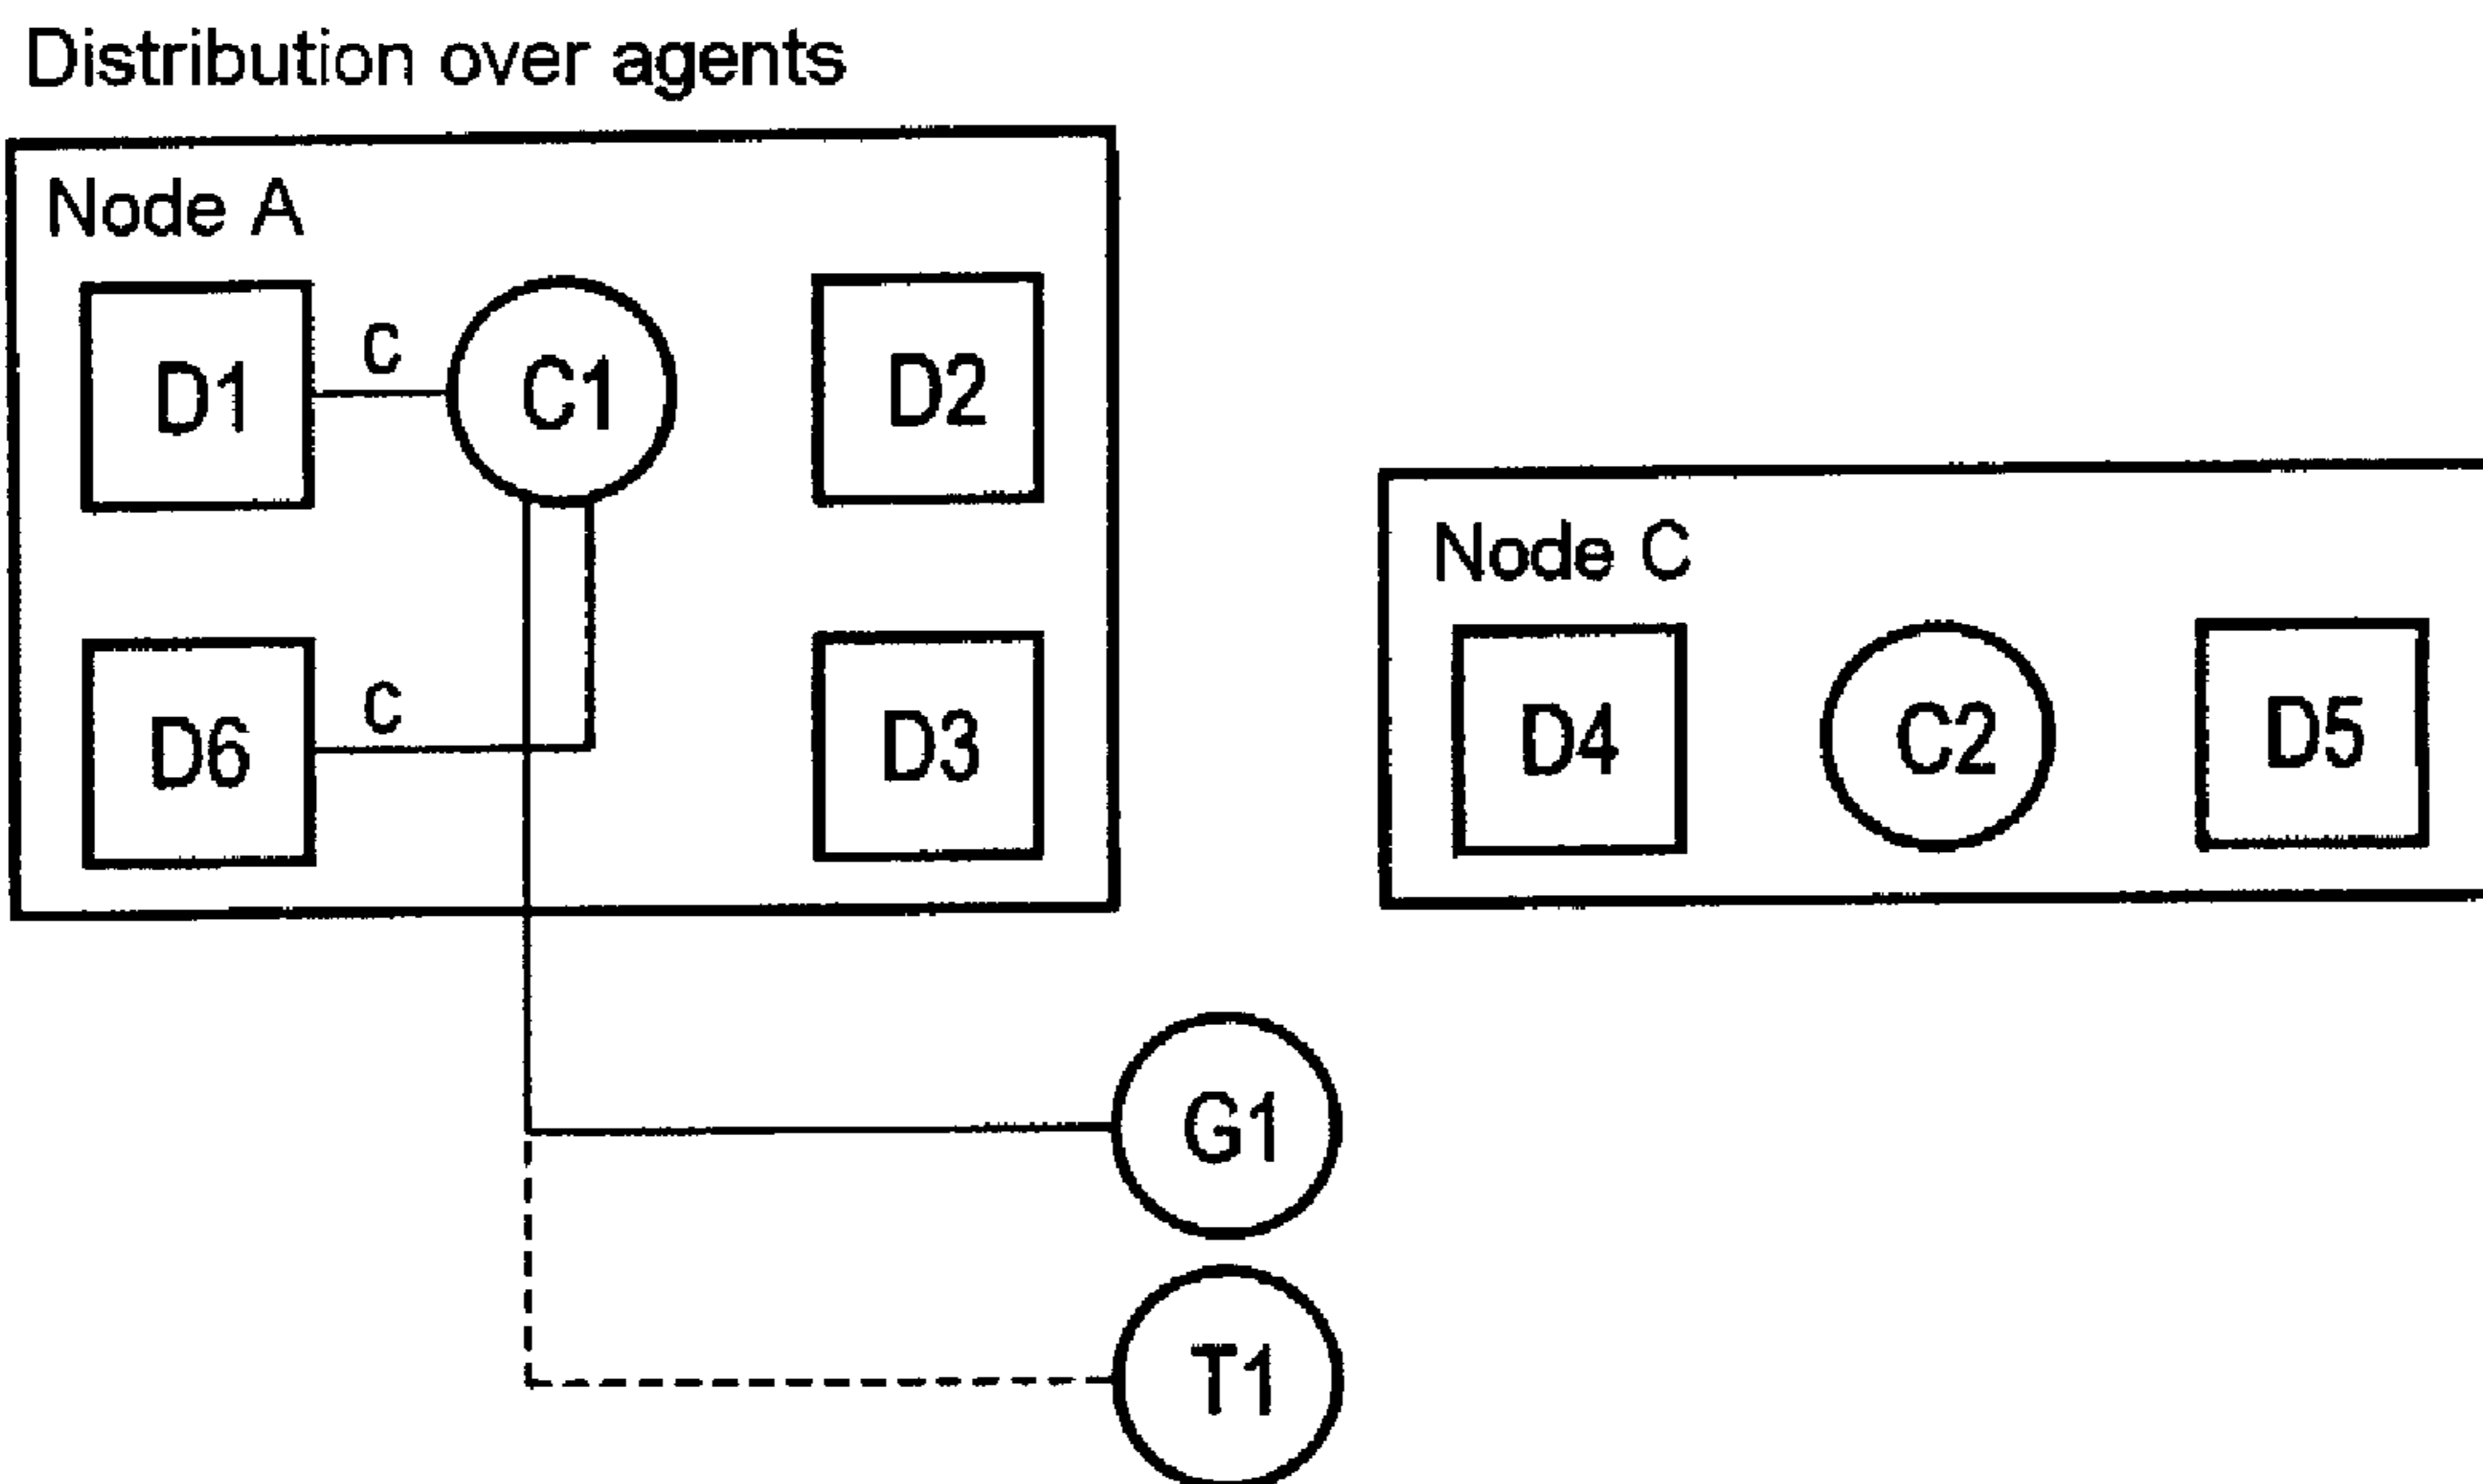 Distribution over agents
Node A
D1
c
C1
D2
D6
c
D3
Node C
D4
C2
D5
G1
T1